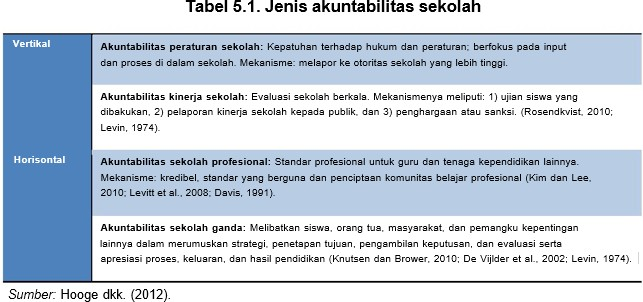 Tabel 5.1. Jenis akuntabilitas sekolah
Vertikal
Akuntabilitas peraturan sekolah: Kepatuhan terhadap hukum dan peraturan; berfokus pada input
dan proses di dalam sekolah. Mekanisme: melapor ke otoritas sekolah yang lebih tinggi.
Akuntabilitas kinerja sekolah: Evaluasi sekolah berkala. Mekanismenya meliputi: 1) ujian siswa yang
dibakukan, 2) pelaporan kinerja sekolah kepada publik, dan 3) penghargaan atau sanksi. (Rosendkvist, 2010;
Levin, 1974).
Horisontal
Akuntabilitas sekolah profesional: Standar profesional untuk guru dan tenaga kependidikan lainnya.
Mekanisme: kredibel, standar yang berguna dan penciptaan komunitas belajar profesional (Kim dan Lee,
2010; Levitt et al., 2008; Davis, 1991).
Akuntabilitas sekolah ganda: Melibatkan siswa, orang tua, masyarakat, dan pemangku kepentingan
lainnya dalam merumuskan strategi, penetapan tujuan, pengambilan keputusan, dan evaluasi serta
apresiasi proses, keluaran, dan hasil pendidikan (Knutsen dan Brower, 2010; De Vijlder et al., 2002; Levin, 1974).
Sumber: Hooge dkk. (2012).